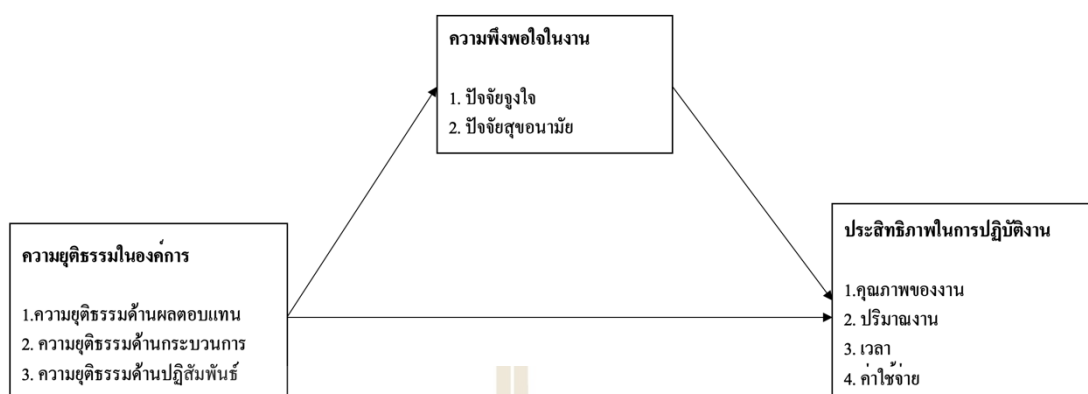 ความพึงพอใจในงาน
1. ปัจจัยจูงใจ
2. ปัจจัยสุขอนามัย
ความยุติธรรมในองค์การ
1.ความยุติธรรมด้านผลตอบแทน
2. ความยุติธรรมด้านกระบวนการ
3. ความยุติธรรมด้านปฏิสัมพันธ์
ประสิทธิภาพในการปฏิบัติงาน
1.คุณภาพของงาน
2. ปริมาณงาน
3. เวลา
4. ค่าใช้จ่าย